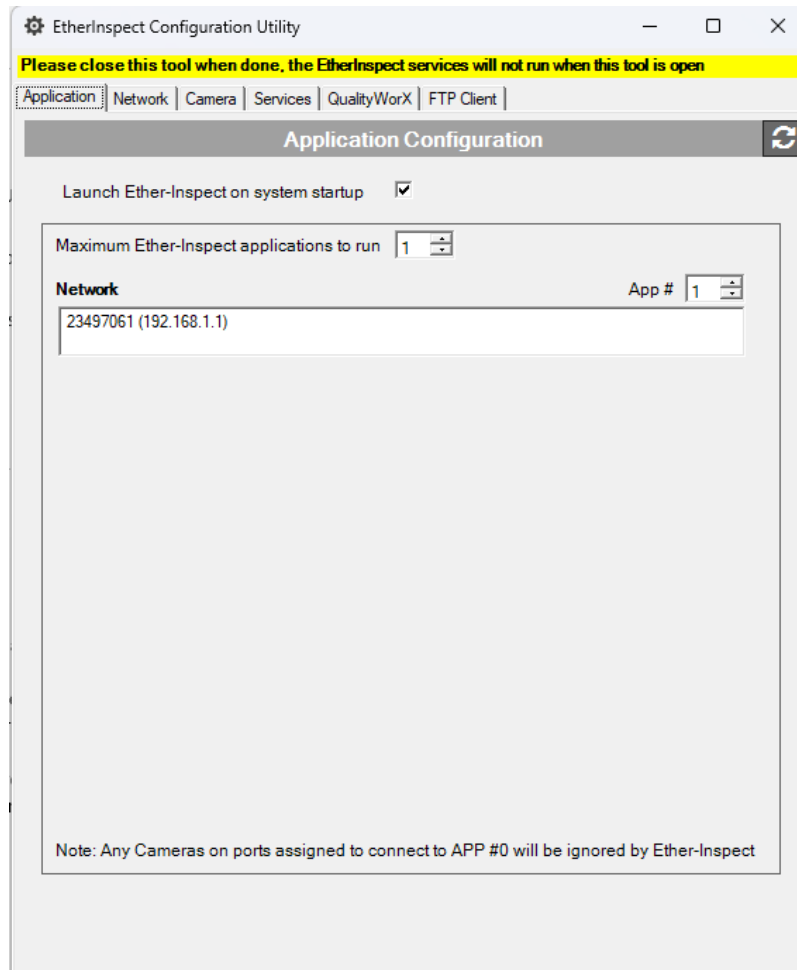 EtherInspect Configuration Utility
Please close this tool when done, the EtherInspect services will not run when this tool is open
Application Network Camera Services QualityWorX FTP Client
Application Configuration
Launch Ether-Inspect on system startup
Maximum Ether-Inspect applications to run 1
Network App # 1
23497061 (192.168.1.1)
Note: Any Cameras on ports assigned to connect to APP #0 will be ignored by Ether-Inspect